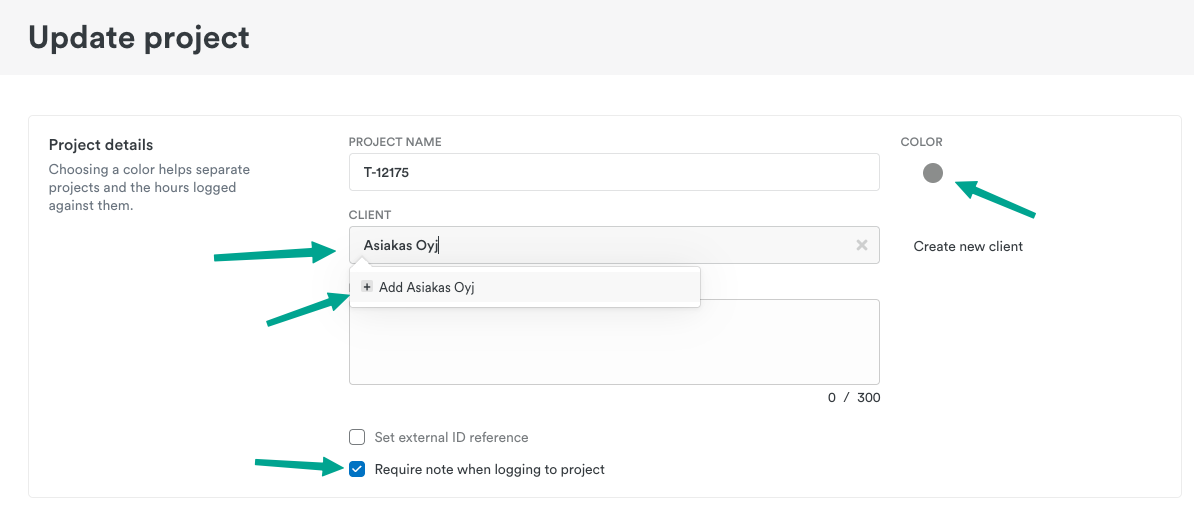 Update project
Project details
Choosing a color helps separate
projects and the hours logged
against them.
PROJECT NAME
T-12175
COLOR
CLIENT
Asiakas Oyj
Create new client
+ Add Asiakas Oyj
0 / 300
Set external ID reference
Require note when logging to project